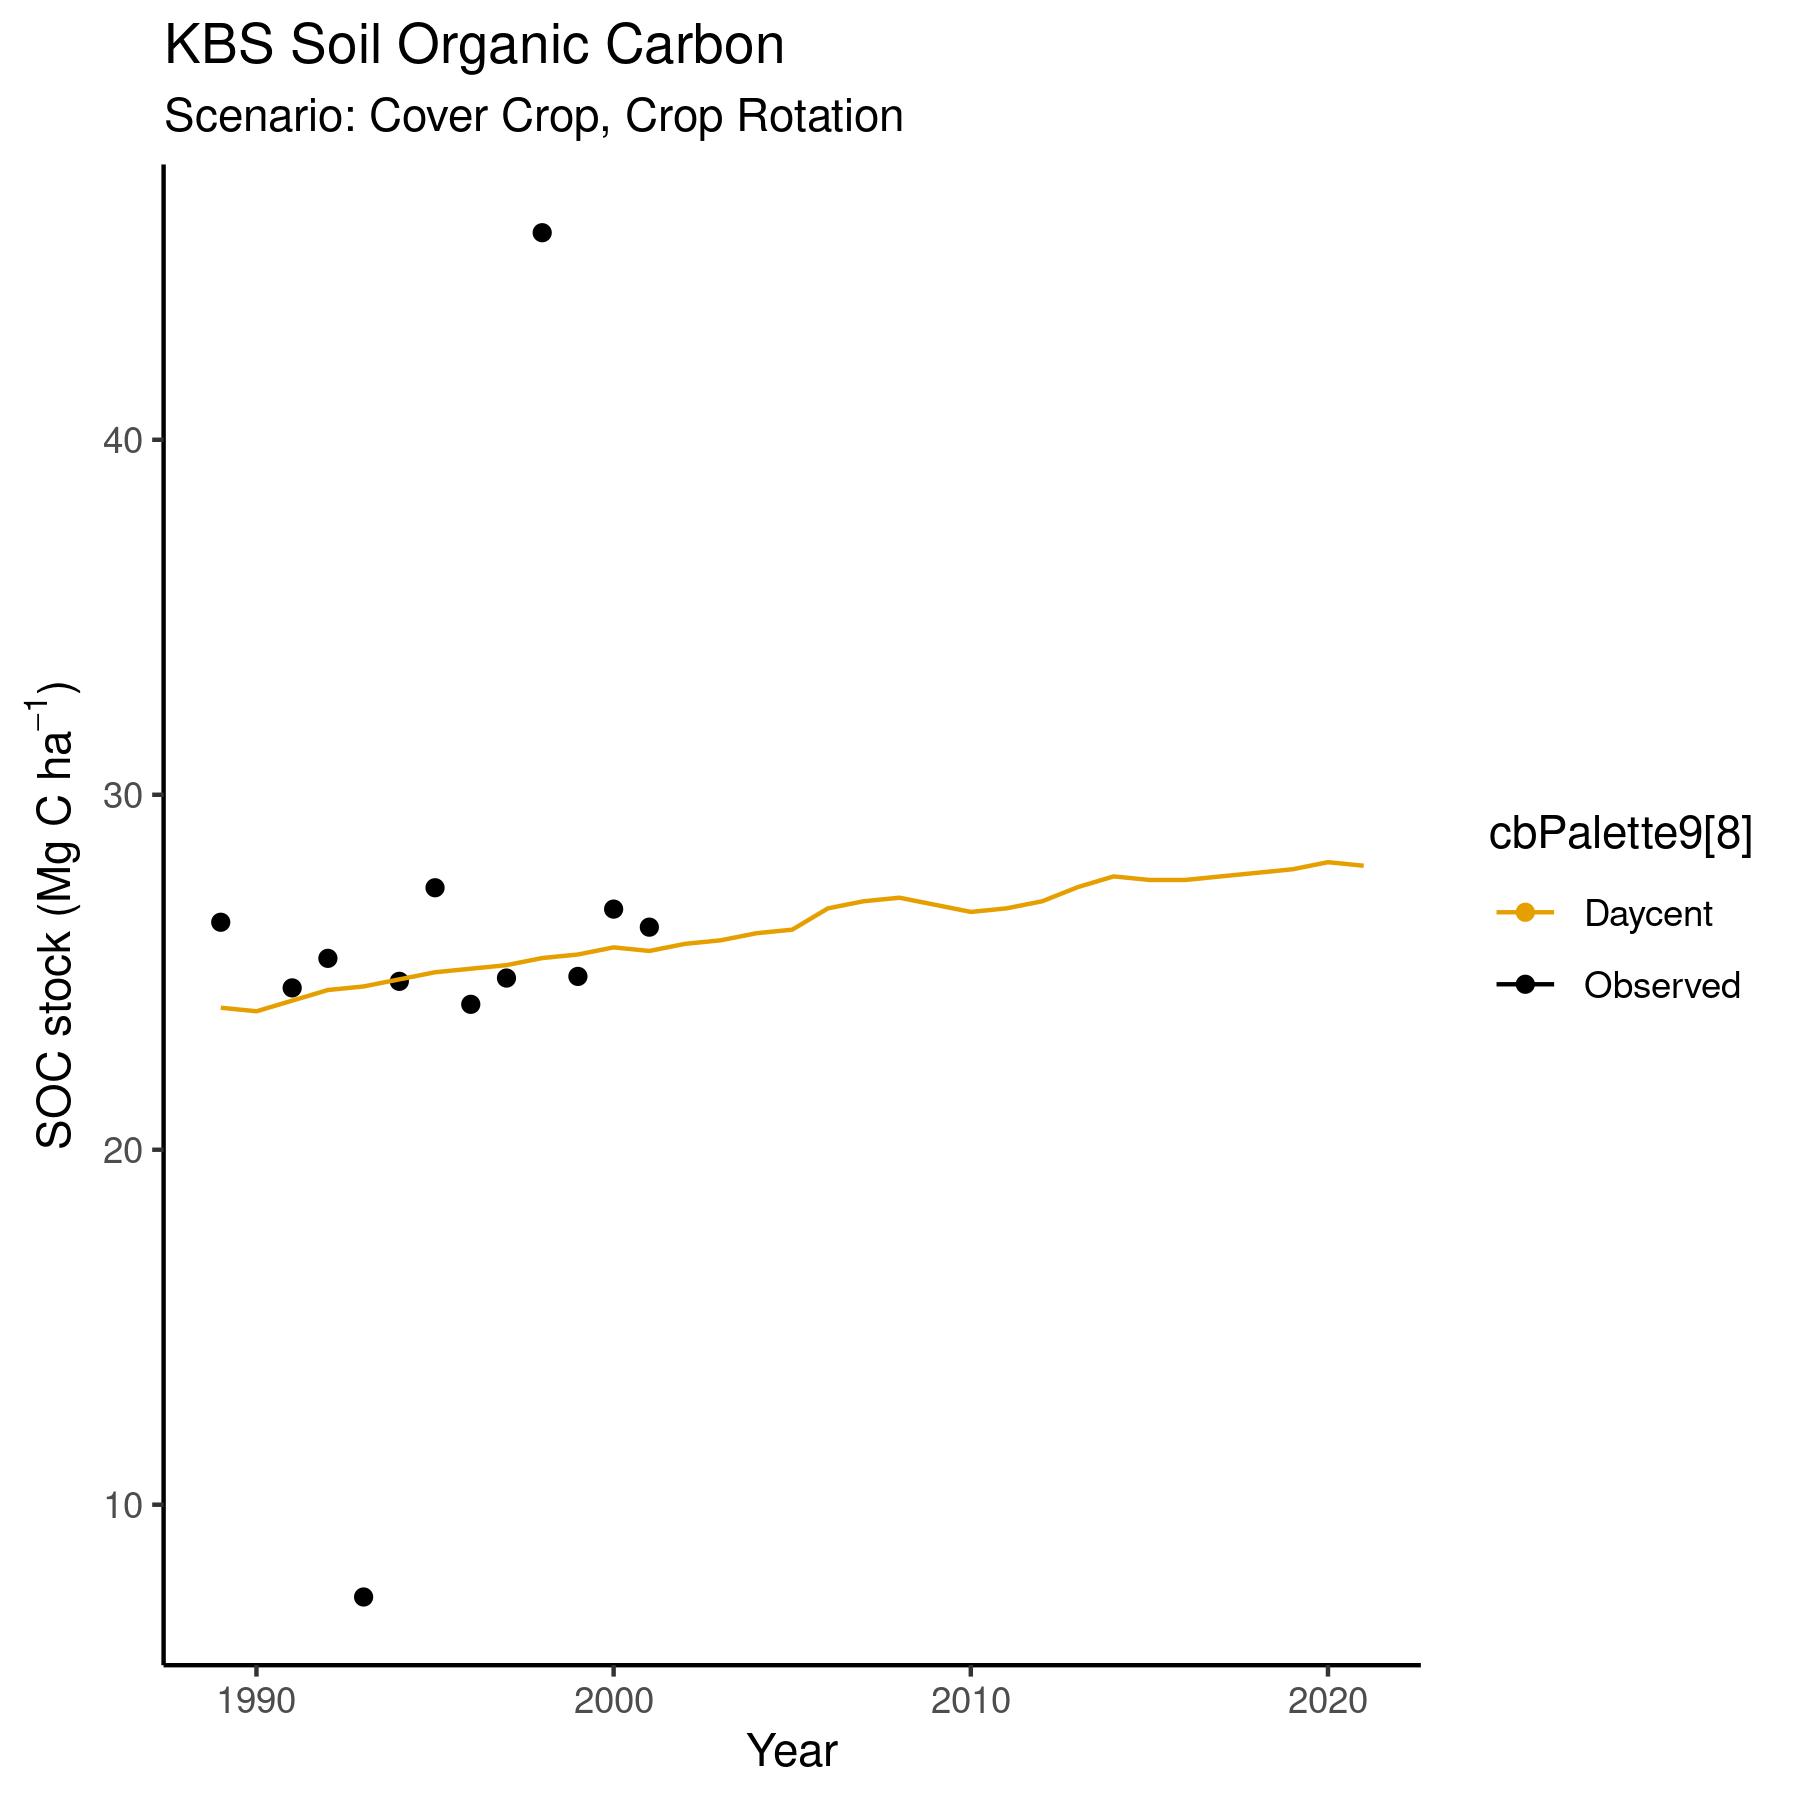 KBS Soil Organic Carbon
Scenario: Cover Crop, Crop Rotation
SOC stock (Mg C ha⁻¹)
40
30
20
10
1990
2000
2010
2020
Year
cbPalette9[8]
Daycent
Observed